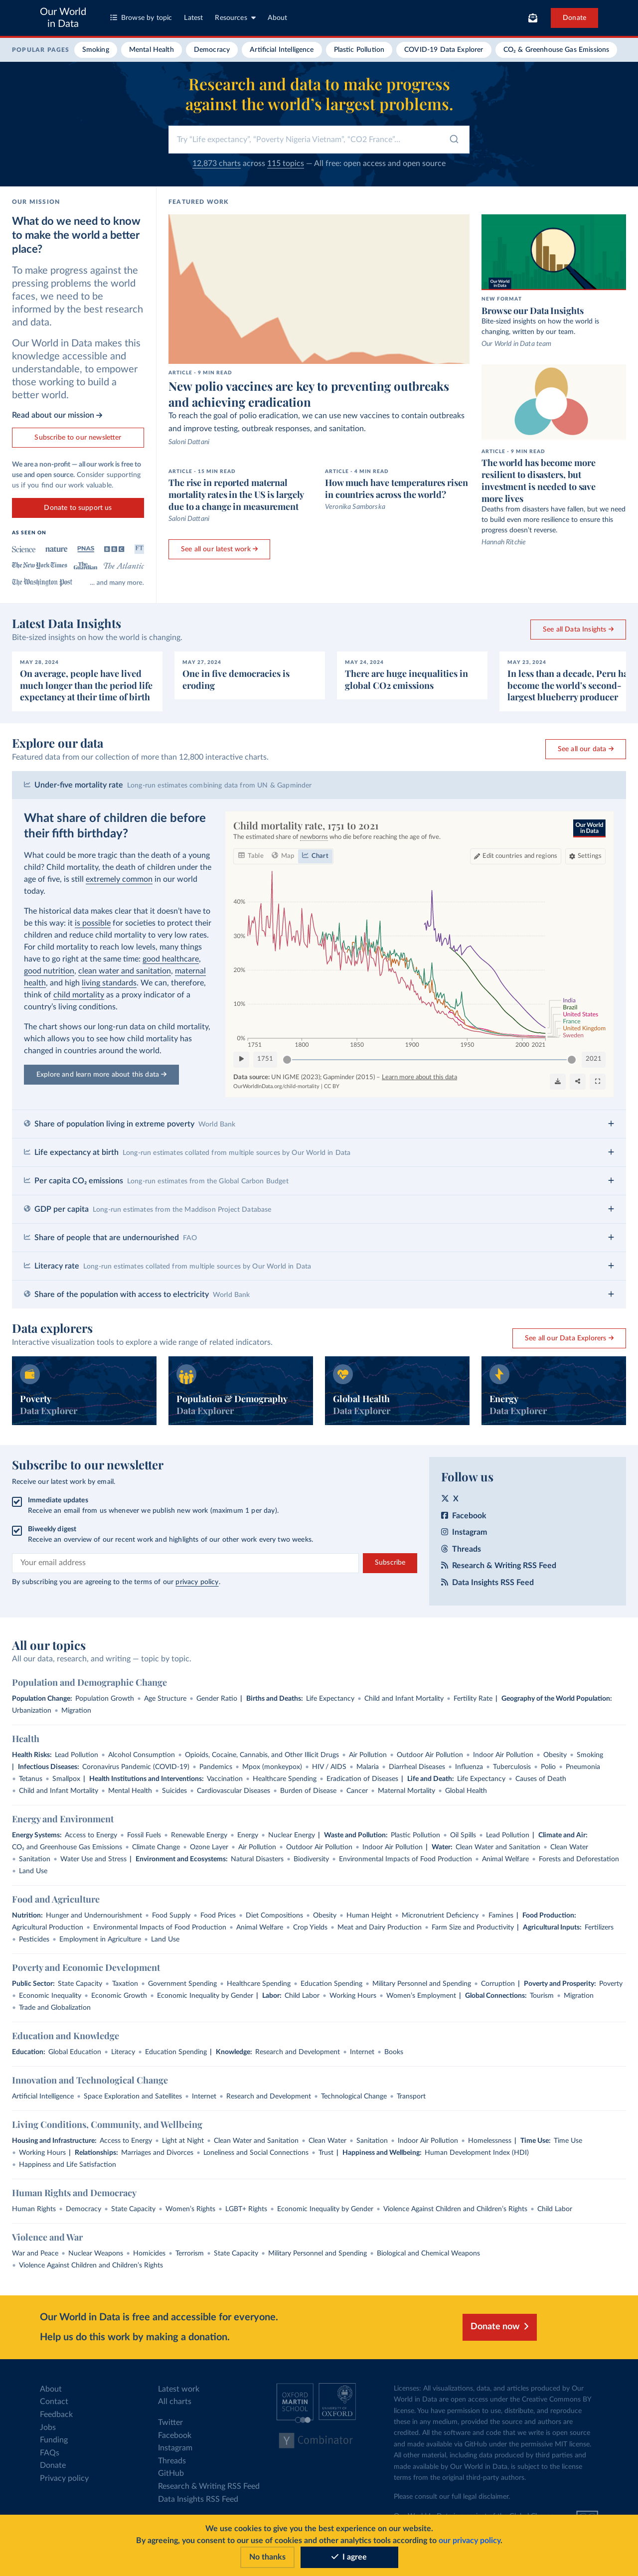 Our World
in Data
Browse by topic
Latest
Resources
About
Donate
POPULAR PAGES
Smoking
Mental Health
Democracy
Artificial Intelligence
Plastic Pollution
COVID-19 Data Explorer
CO₂ & Greenhouse Gas Emissions
Research and data to make progress
against the world's largest problems.
Try "Life expectancy", "Poverty Nigeria Vietnam", "CO2 France"...
12,873 charts across 115 topics — All free: open access and open source
OUR MISSION
What do we need to know
to make the world a better
place?
To make progress against the
pressing problems the world
faces, we need to be
informed by the best research
and data.
Our World in Data makes this
knowledge accessible and
understandable, to empower
those working to build a
better world.
Read about our mission →
Subscribe to our newsletter
We are a non-profit — all our work is free to
use and open source. Consider supporting
us if you find our work valuable.
Donate to support us
AS SEEN ON
Science
nature
PNAS
BBC
FT
The New York Times
The Guardian
The Atlantic
The Washington Post
... and many more.
FEATURED WORK
ARTICLE · 9 MIN READ
New polio vaccines are key to preventing outbreaks
and achieving eradication
To reach the goal of polio eradication, we can use new vaccines to contain outbreaks
and improve testing, outbreak responses, and sanitation.
Saloni Dattani
ARTICLE · 15 MIN READ
The rise in reported maternal
mortality rates in the US is largely
due to a change in measurement
Saloni Dattani
ARTICLE · 4 MIN READ
How much have temperatures risen
in countries across the world?
Veronika Samborska
See all our latest work →
Our World
in Data
NEW FORMAT
Browse our Data Insights
Bite-sized insights on how the world is
changing, written by our team.
Our World in Data team
ARTICLE · 9 MIN READ
The world has become more
resilient to disasters, but
investment is needed to save
more lives
Deaths from disasters have fallen, but we need
to build even more resilience to ensure this
progress doesn't reverse.
Hannah Ritchie
Latest Data Insights
Bite-sized insights on how the world is changing.
See all Data Insights →
MAY 28, 2024
On average, people have lived
much longer than the period life
expectancy at their time of birth
MAY 27, 2024
One in five democracies is
eroding
MAY 24, 2024
There are huge inequalities in
global CO2 emissions
MAY 23, 2024
In less than a decade, Peru ha
become the world's second-
largest blueberry producer
Explore our data
Featured data from our collection of more than 12,800 interactive charts.
See all our data →
Under-five mortality rate Long-run estimates combining data from UN & Gapminder
What share of children die before
their fifth birthday?
What could be more tragic than the death of a young
child? Child mortality, the death of children under the
age of five, is still extremely common in our world
today.
The historical data makes clear that it doesn't have to
be this way: it is possible for societies to protect their
children and reduce child mortality to very low rates.
For child mortality to reach low levels, many things
have to go right at the same time: good healthcare,
good nutrition, clean water and sanitation, maternal
health, and high living standards. We can, therefore,
think of child mortality as a proxy indicator of a
country's living conditions.
The chart shows our long-run data on child mortality,
which allows you to see how child mortality has
changed in countries around the world.
Explore and learn more about this data →
Child mortality rate, 1751 to 2021
The estimated share of newborns who die before reaching the age of five.
Our World
in Data
Table
Map
Chart
Edit countries and regions
Settings
40%
30%
20%
10%
0%
India
Brazil
United States
France
United Kingdom
Sweden
1751
1800
1850
1900
1950
2000
2021
1751
2021
Data source: UN IGME (2023); Gapminder (2015) – Learn more about this data
OurWorldInData.org/child-mortality | CC BY
Share of population living in extreme poverty World Bank
Life expectancy at birth Long-run estimates collated from multiple sources by Our World in Data
Per capita CO₂ emissions Long-run estimates from the Global Carbon Budget
GDP per capita Long-run estimates from the Maddison Project Database
Share of people that are undernourished FAO
Literacy rate Long-run estimates collated from multiple sources by Our World in Data
Share of the population with access to electricity World Bank
Data explorers
Interactive visualization tools to explore a wide range of related indicators.
See all our Data Explorers →
Poverty
Data Explorer
Population & Demography
Data Explorer
Global Health
Data Explorer
Energy
Data Explorer
Subscribe to our newsletter
Receive our latest work by email.
Immediate updates
Receive an email from us whenever we publish new work (maximum 1 per day).
Biweekly digest
Receive an overview of our recent work and highlights of our other work every two weeks.
Your email address
Subscribe
By subscribing you are agreeing to the terms of our privacy policy.
Follow us
X
Facebook
Instagram
Threads
Research & Writing RSS Feed
Data Insights RSS Feed
All our topics
All our data, research, and writing — topic by topic.
Population and Demographic Change
Population Change: Population Growth • Age Structure • Gender Ratio | Births and Deaths: Life Expectancy • Child and Infant Mortality • Fertility Rate | Geography of the World Population:
Urbanization • Migration
Health
Health Risks: Lead Pollution • Alcohol Consumption • Opioids, Cocaine, Cannabis, and Other Illicit Drugs • Air Pollution • Outdoor Air Pollution • Indoor Air Pollution • Obesity • Smoking
| Infectious Diseases: Coronavirus Pandemic (COVID-19) • Pandemics • Mpox (monkeypox) • HIV / AIDS • Malaria • Diarrheal Diseases • Influenza • Tuberculosis • Polio • Pneumonia
• Tetanus • Smallpox | Health Institutions and Interventions: Vaccination • Healthcare Spending • Eradication of Diseases | Life and Death: Life Expectancy • Causes of Death
• Child and Infant Mortality • Mental Health • Suicides • Cardiovascular Diseases • Burden of Disease • Cancer • Maternal Mortality • Global Health
Energy and Environment
Energy Systems: Access to Energy • Fossil Fuels • Renewable Energy • Energy • Nuclear Energy | Waste and Pollution: Plastic Pollution • Oil Spills • Lead Pollution | Climate and Air:
CO₂ and Greenhouse Gas Emissions • Climate Change • Ozone Layer • Air Pollution • Outdoor Air Pollution • Indoor Air Pollution | Water: Clean Water and Sanitation • Clean Water
• Sanitation • Water Use and Stress | Environment and Ecosystems: Natural Disasters • Biodiversity • Environmental Impacts of Food Production • Animal Welfare • Forests and Deforestation
• Land Use
Food and Agriculture
Nutrition: Hunger and Undernourishment • Food Supply • Food Prices • Diet Compositions • Obesity • Human Height • Micronutrient Deficiency • Famines | Food Production:
Agricultural Production • Environmental Impacts of Food Production • Animal Welfare • Crop Yields • Meat and Dairy Production • Farm Size and Productivity | Agricultural Inputs: Fertilizers
• Pesticides • Employment in Agriculture • Land Use
Poverty and Economic Development
Public Sector: State Capacity • Taxation • Government Spending • Healthcare Spending • Education Spending • Military Personnel and Spending • Corruption | Poverty and Prosperity: Poverty
• Economic Inequality • Economic Growth • Economic Inequality by Gender | Labor: Child Labor • Working Hours • Women's Employment | Global Connections: Tourism • Migration
• Trade and Globalization
Education and Knowledge
Education: Global Education • Literacy • Education Spending | Knowledge: Research and Development • Internet • Books
Innovation and Technological Change
Artificial Intelligence • Space Exploration and Satellites • Internet • Research and Development • Technological Change • Transport
Living Conditions, Community, and Wellbeing
Housing and Infrastructure: Access to Energy • Light at Night • Clean Water and Sanitation • Clean Water • Sanitation • Indoor Air Pollution • Homelessness | Time Use: Time Use
• Working Hours | Relationships: Marriages and Divorces • Loneliness and Social Connections • Trust | Happiness and Wellbeing: Human Development Index (HDI)
• Happiness and Life Satisfaction
Human Rights and Democracy
Human Rights • Democracy • State Capacity • Women's Rights • LGBT+ Rights • Economic Inequality by Gender • Violence Against Children and Children's Rights • Child Labor
Violence and War
War and Peace • Nuclear Weapons • Homicides • Terrorism • State Capacity • Military Personnel and Spending • Biological and Chemical Weapons
• Violence Against Children and Children's Rights
Our World in Data is free and accessible for everyone.
Help us do this work by making a donation.
Donate now
About
Contact
Feedback
Jobs
Funding
FAQs
Donate
Privacy policy
Latest work
All charts
Twitter
Facebook
Instagram
Threads
GitHub
Research & Writing RSS Feed
Data Insights RSS Feed
OXFORD
MARTIN
SCHOOL
UNIVERSITY OF
OXFORD
Y Combinator
Licenses: All visualizations, data, and articles produced by Our
World in Data are open access under the Creative Commons BY
license. You have permission to use, distribute, and reproduce
these in any medium, provided the source and authors are
credited. All the software and code that we write is open source
and made available via GitHub under the permissive MIT license.
All other material, including data produced by third parties and
made available by Our World in Data, is subject to the license
terms from the original third-party authors.
Please consult our full legal disclaimer.
We use cookies to give you the best experience on our website.
By agreeing, you consent to our use of cookies and other analytics tools according to our privacy policy.
No thanks
I agree